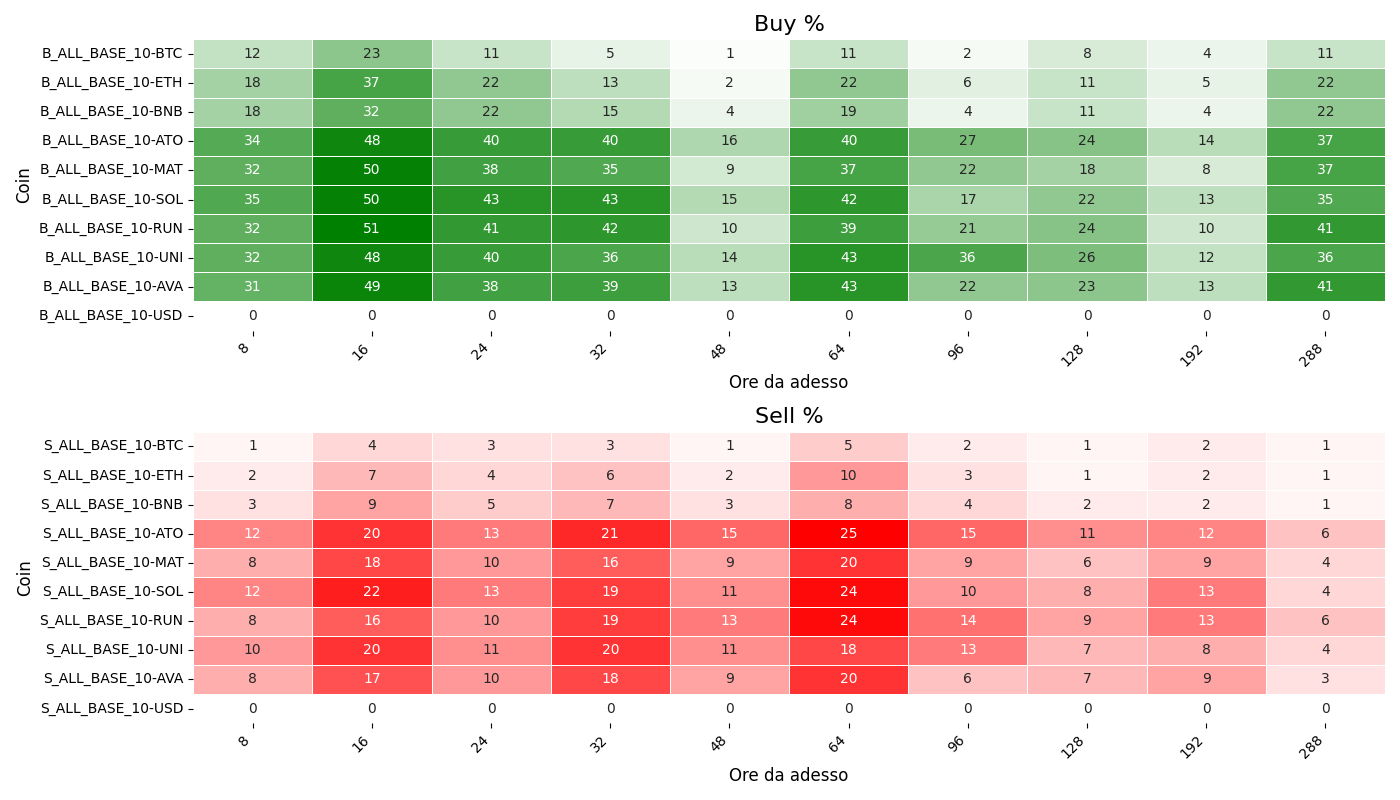 Buy %
Coin
B_ALL_BASE_10-BTC 12 23 11 5 1 11 2 8 4 11
B_ALL_BASE_10-ETH 18 37 22 13 2 22 6 11 5 22
B_ALL_BASE_10-BNB 18 32 22 15 4 19 4 11 4 22
B_ALL_BASE_10-ATO 34 48 40 40 16 40 27 24 14 37
B_ALL_BASE_10-MAT 32 50 38 35 9 37 22 18 8 37
B_ALL_BASE_10-SOL 35 50 43 43 15 42 17 22 13 35
B_ALL_BASE_10-RUN 32 51 41 42 10 39 21 24 10 41
B_ALL_BASE_10-UNI 32 48 40 36 14 43 36 26 12 36
B_ALL_BASE_10-AVA 31 49 38 39 13 43 22 23 13 41
B_ALL_BASE_10-USD 0 0 0 0 0 0 0 0 0 0
8 16 24 32 48 64 96 128 192 288
Ore da adesso
Sell %
Coin
S_ALL_BASE_10-BTC 1 4 3 3 1 5 2 1 2 1
S_ALL_BASE_10-ETH 2 7 4 6 2 10 3 1 2 1
S_ALL_BASE_10-BNB 3 9 5 7 3 8 4 2 2 1
S_ALL_BASE_10-ATO 12 20 13 21 15 25 15 11 12 6
S_ALL_BASE_10-MAT 8 18 10 16 9 20 9 6 9 4
S_ALL_BASE_10-SOL 12 22 13 19 11 24 10 8 13 4
S_ALL_BASE_10-RUN 8 16 10 19 13 24 14 9 13 6
S_ALL_BASE_10-UNI 10 20 11 20 11 18 13 7 8 4
S_ALL_BASE_10-AVA 8 17 10 18 9 20 6 7 9 3
S_ALL_BASE_10-USD 0 0 0 0 0 0 0 0 0 0
8 16 24 32 48 64 96 128 192 288
Ore da adesso